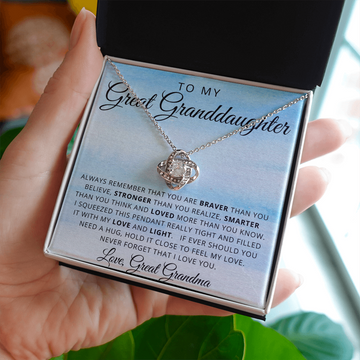 TO MY
Great Granddaughter
ALWAYS REMEMBER THAT YOU ARE BRAVER THAN YOU
BELIEVE, STRONGER THAN YOU REALIZE, SMARTER
THAN YOU THINK AND LOVED MORE THAN YOU KNOW.
I SQUEEZED THIS PENDANT REALLY TIGHT AND FILLED
IT WITH MY LOVE AND LIGHT. IF EVER SHOULD YOU
NEED A HUG, HOLD IT CLOSE TO FEEL MY LOVE.
NEVER FORGET THAT I LOVE YOU.
Love, Great Grandma